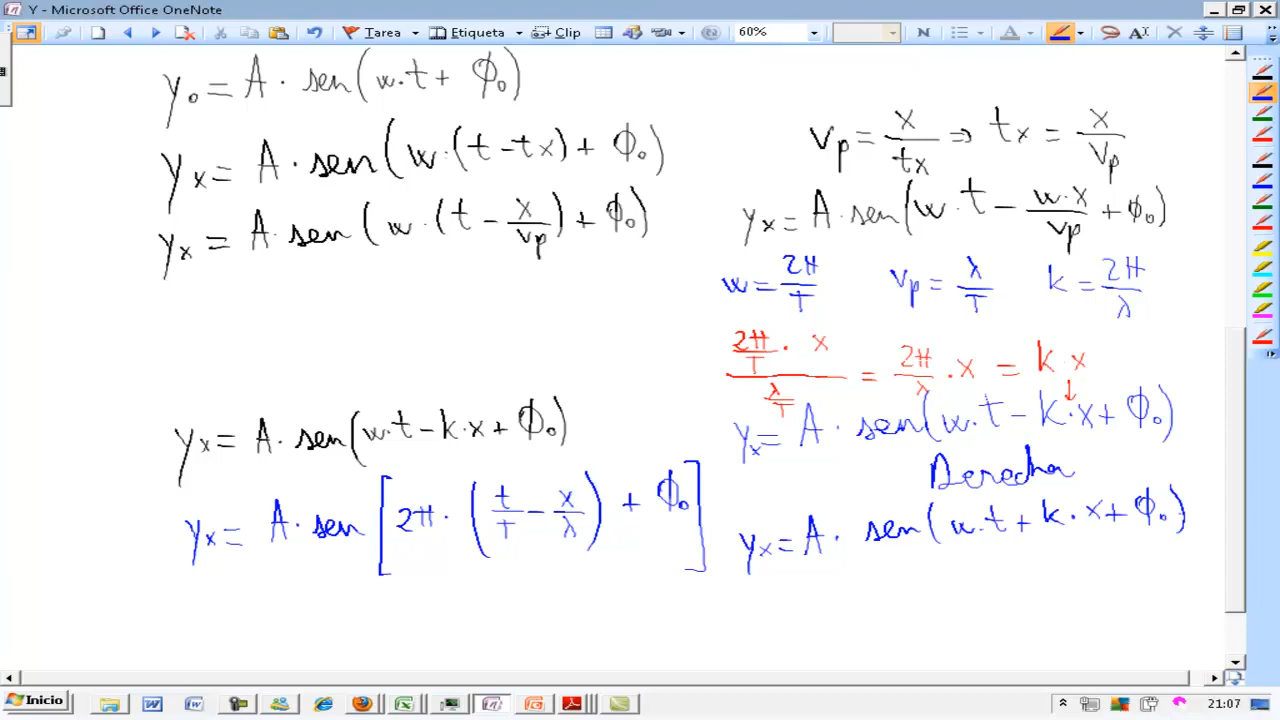 Y - Microsoft Office OneNote
Tarea Etiqueta Clip 60% N A
y₀ = A · sen(w·t + ϕ₀)
yx = A · sen(w·(t - tx) + ϕ₀)
yx = A · sen(w·(t - x/vp) + ϕ₀)
vp = x/tx ⇒ tx = x/vp
yx = A · sen(w·t - w·x/vp + ϕ₀)
w = 2π/T vp = λ/T k = 2π/λ
(2π/T · x)/(λ/T) = 2π/λ · x = k·x
↓
yx = A · sen(w·t - k·x + ϕ₀)
Derecha
yx = A · sen(w·t + k·x + ϕ₀)
yx = A · sen(w·t - k·x + ϕ₀)
yx = A · sen[2π · (t/T - x/λ) + ϕ₀]
Inicio 21:07